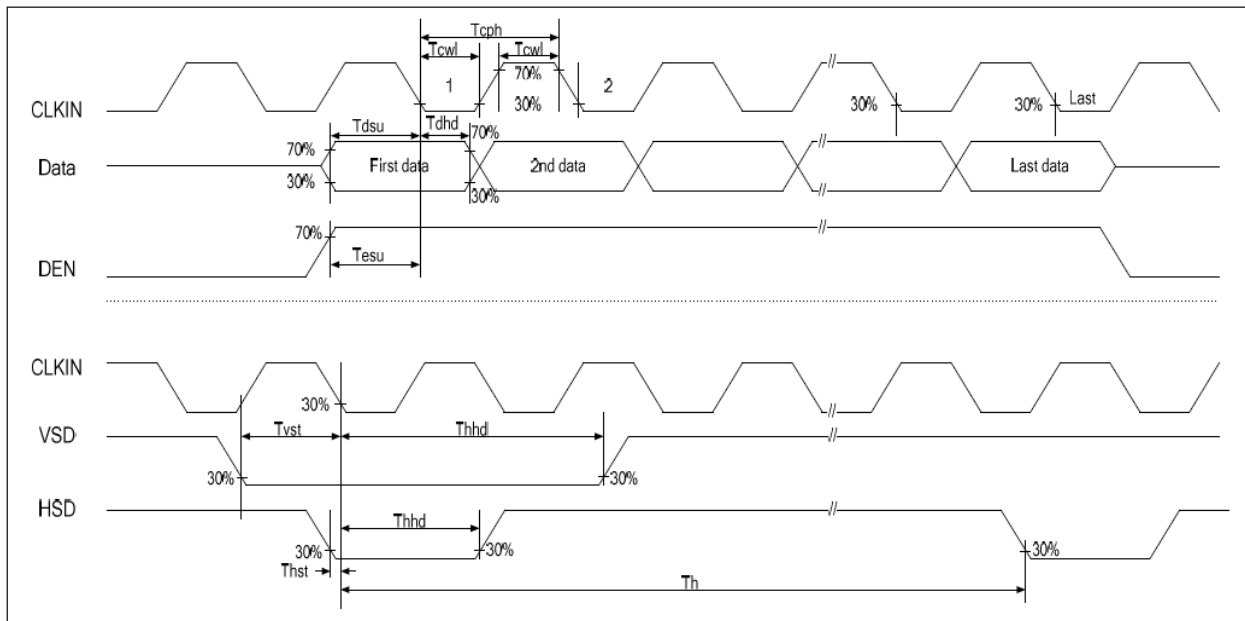 Tcph
Tcwl Tcwl
1 70% 2
CLKIN 30% 30% 30% Last
//
Tdsu Tdhd 70%
70%
Data First data 2nd data // Last data
30% 30%
//
70%
DEN Tesu //
CLKIN 30% //
VSD Tvst Thhdl //
30% 30%
HSD //
Thhd
30% 30% 30%
Thst
Th